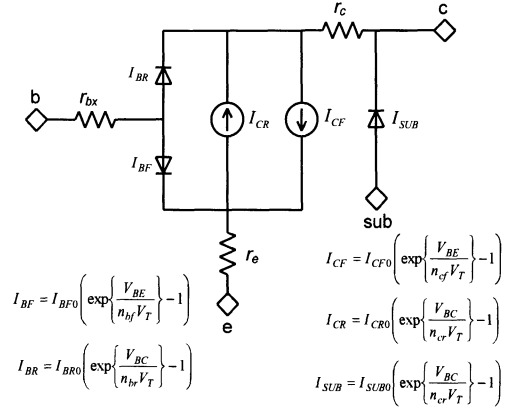 r_c
c
I_BR
b
r_bx
I_CR
I_CF
I_SUB
I_BF
sub
r_e
e
I_CF = I_CF0 (exp{V_BE / n_cf V_T} − 1)
I_BF = I_BF0 (exp{V_BE / n_bf V_T} − 1)
I_CR = I_CR0 (exp{V_BC / n_cr V_T} − 1)
I_BR = I_BR0 (exp{V_BC / n_br V_T} − 1)
I_SUB = I_SUB0 (exp{V_BC / n_cr V_T} − 1)